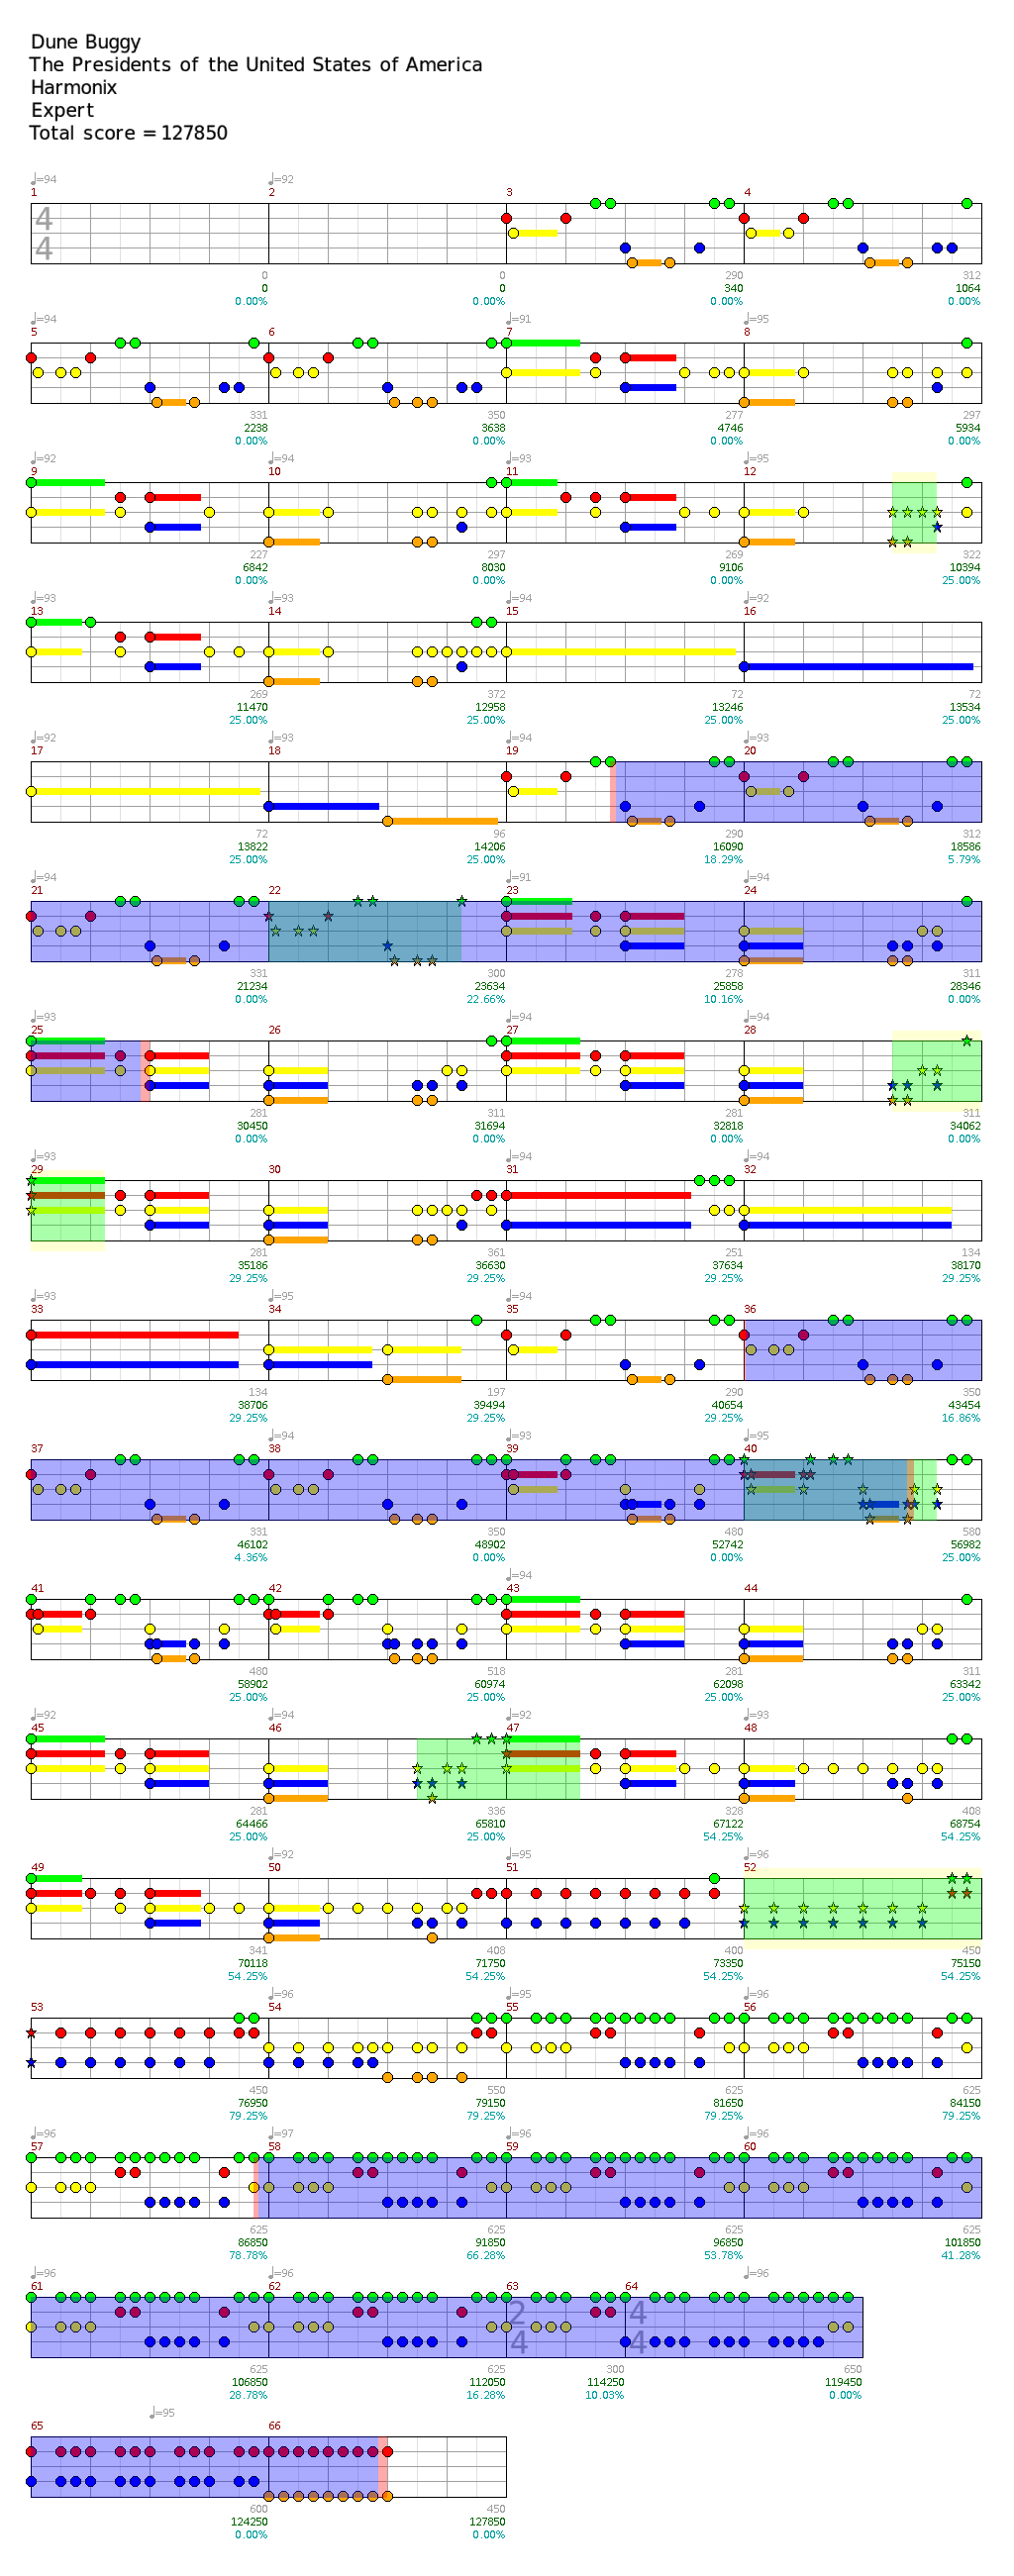 Dune Buggy
The Presidents of the United States of America
Harmonix
Expert
Total score = 127850
♩=94 ♩=92
1 2 3 4
4
4
0 0 290 312
0 0 340 1064
0.00% 0.00% 0.00% 0.00%
♩=94 ♩=91 ♩=95
5 6 7 8
331 350 277 297
2238 3638 4746 5934
0.00% 0.00% 0.00% 0.00%
♩=92 ♩=94 ♩=93 ♩=95
9 10 11 12
227 297 269 322
6842 8030 9106 10394
0.00% 0.00% 0.00% 25.00%
♩=93 ♩=93 ♩=94 ♩=92
13 14 15 16
269 372 72 72
11470 12958 13246 13534
25.00% 25.00% 25.00% 25.00%
♩=92 ♩=93 ♩=94 ♩=93
17 18 19 20
72 96 290 312
13822 14206 16090 18586
25.00% 25.00% 18.29% 5.79%
♩=94 ♩=91 ♩=94
21 22 23 24
331 300 278 311
21234 23634 25858 28346
0.00% 22.66% 10.16% 0.00%
♩=93 ♩=94 ♩=94
25 26 27 28
281 311 281 311
30450 31694 32818 34062
0.00% 0.00% 0.00% 0.00%
♩=93 ♩=94 ♩=94 ♩=94
29 30 31 32
281 361 251 134
35186 36630 37634 38170
29.25% 29.25% 29.25% 29.25%
♩=93 ♩=95 ♩=94
33 34 35 36
134 197 290 350
38706 39494 40654 43454
29.25% 29.25% 29.25% 16.86%
♩=94 ♩=93 ♩=95
37 38 39 40
331 350 480 580
46102 48902 52742 56982
4.36% 0.00% 0.00% 25.00%
♩=94
41 42 43 44
480 518 281 311
58902 60974 62098 63342
25.00% 25.00% 25.00% 25.00%
♩=92 ♩=94 ♩=92 ♩=93
45 46 47 48
281 336 328 408
64466 65810 67122 68754
25.00% 25.00% 54.25% 54.25%
♩=92 ♩=95 ♩=96
49 50 51 52
341 408 400 450
70118 71750 73350 75150
54.25% 54.25% 54.25% 54.25%
♩=96 ♩=95 ♩=96
53 54 55 56
450 550 625 625
76950 79150 81650 84150
79.25% 79.25% 79.25% 79.25%
♩=96 ♩=97 ♩=96 ♩=96
57 58 59 60
625 625 625 625
86850 91850 96850 101850
78.78% 66.28% 53.78% 41.28%
♩=96 ♩=96 ♩=96
61 62 63 64
2 4
4 4
625 625 300 650
106850 112050 114250 119450
28.78% 16.28% 10.03% 0.00%
♩=95
65 66
600 450
124250 127850
0.00% 0.00%